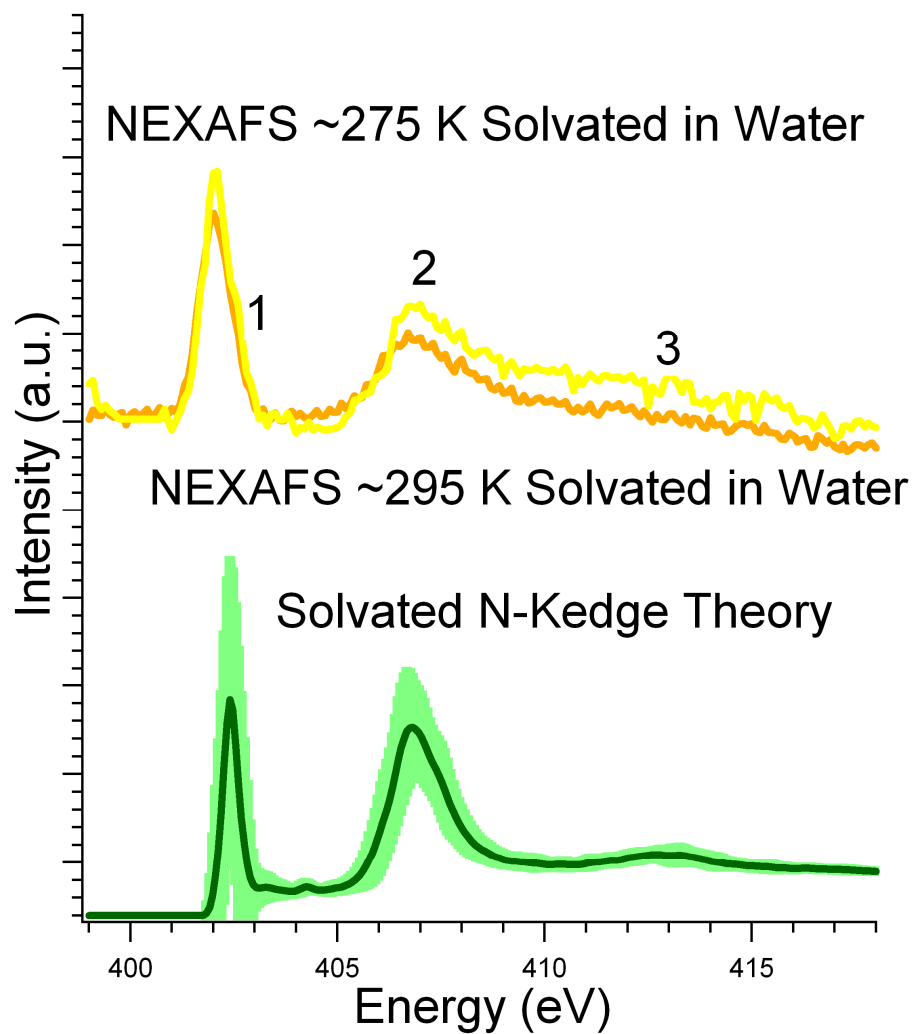 NEXAFS ~275 K Solvated in Water
1
2
3
NEXAFS ~295 K Solvated in Water
Solvated N-Kedge Theory
Intensity (a.u.)
400
405
410
415
Energy (eV)